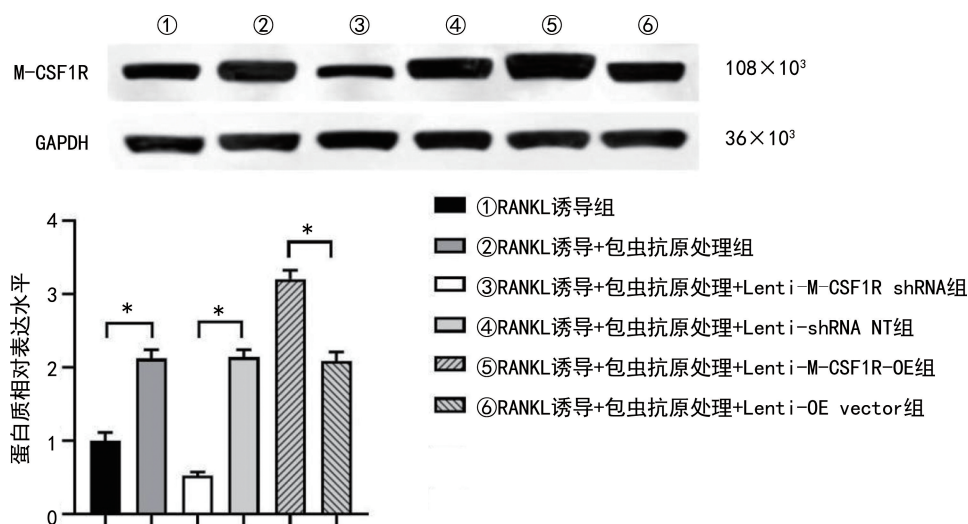 ① ② ③ ④ ⑤ ⑥
M-CSF1R 108×10³
GAPDH 36×10³
蛋白质相对表达水平
4
3
2
1
0
* * *
①RANKL诱导组
②RANKL诱导+包虫抗原处理组
③RANKL诱导+包虫抗原处理+Lenti-M-CSF1R shRNA组
④RANKL诱导+包虫抗原处理+Lenti-shRNA NT组
⑤RANKL诱导+包虫抗原处理+Lenti-M-CSF1R-OE组
⑥RANKL诱导+包虫抗原处理+Lenti-OE vector组